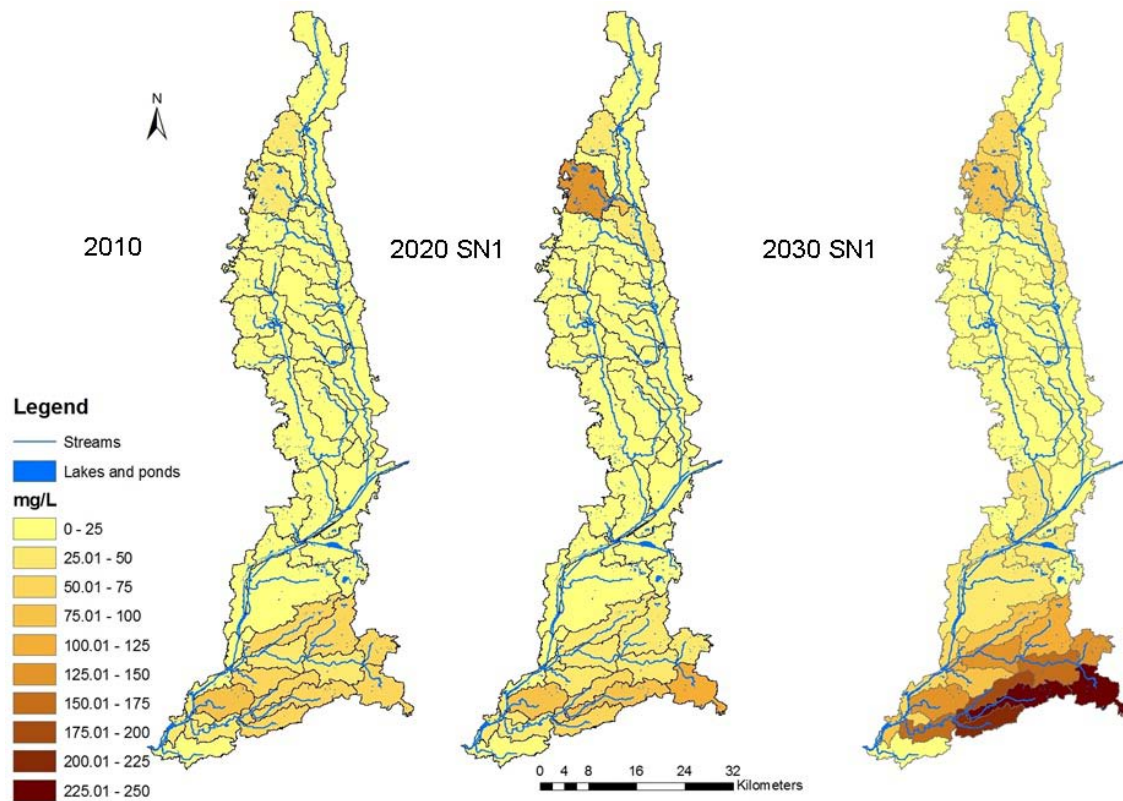 N
2010
2020 SN1
2030 SN1
Legend
Streams
Lakes and ponds
mg/L
0 - 25
25.01 - 50
50.01 - 75
75.01 - 100
100.01 - 125
125.01 - 150
150.01 - 175
175.01 - 200
200.01 - 225
225.01 - 250
0 4 8 16 24 32
Kilometers